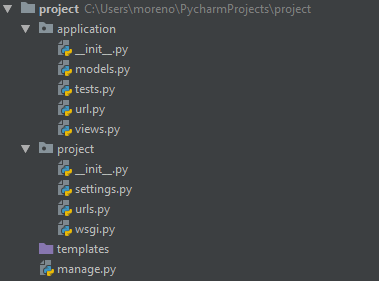 project C:\Users\moreno\PycharmProjects\project
application
__init__.py
models.py
tests.py
url.py
views.py
project
__init__.py
settings.py
urls.py
wsgi.py
templates
manage.py